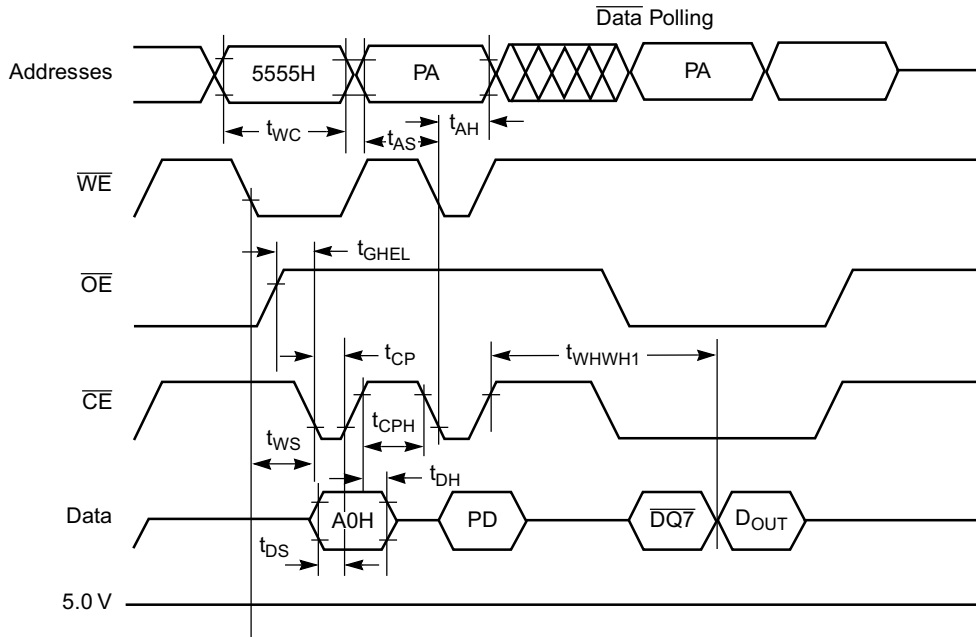 Data Polling
Addresses
5555H
PA
PA
tWC
tAS
tAH
WE
tGHEL
OE
tCP
tWHWH1
CE
tWS
tCPH
tDH
Data
A0H
PD
DQ7
DOUT
tDS
5.0 V